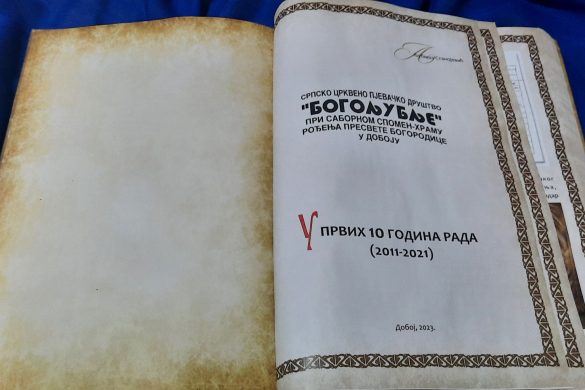 СРПСКО ЦРКВЕНО ПЈЕВАЧКО ДРУШТВО
"БОГОЉУБЉЕ"
ПРИ САБОРНОМ СПОМЕН-ХРАМУ
РОЂЕЊА ПРЕСВЕТЕ БОГОРОДИЦЕ
У ДОБОЈУ
У ПРВИХ 10 ГОДИНА РАДА
(2011-2021)
Добој, 2023.